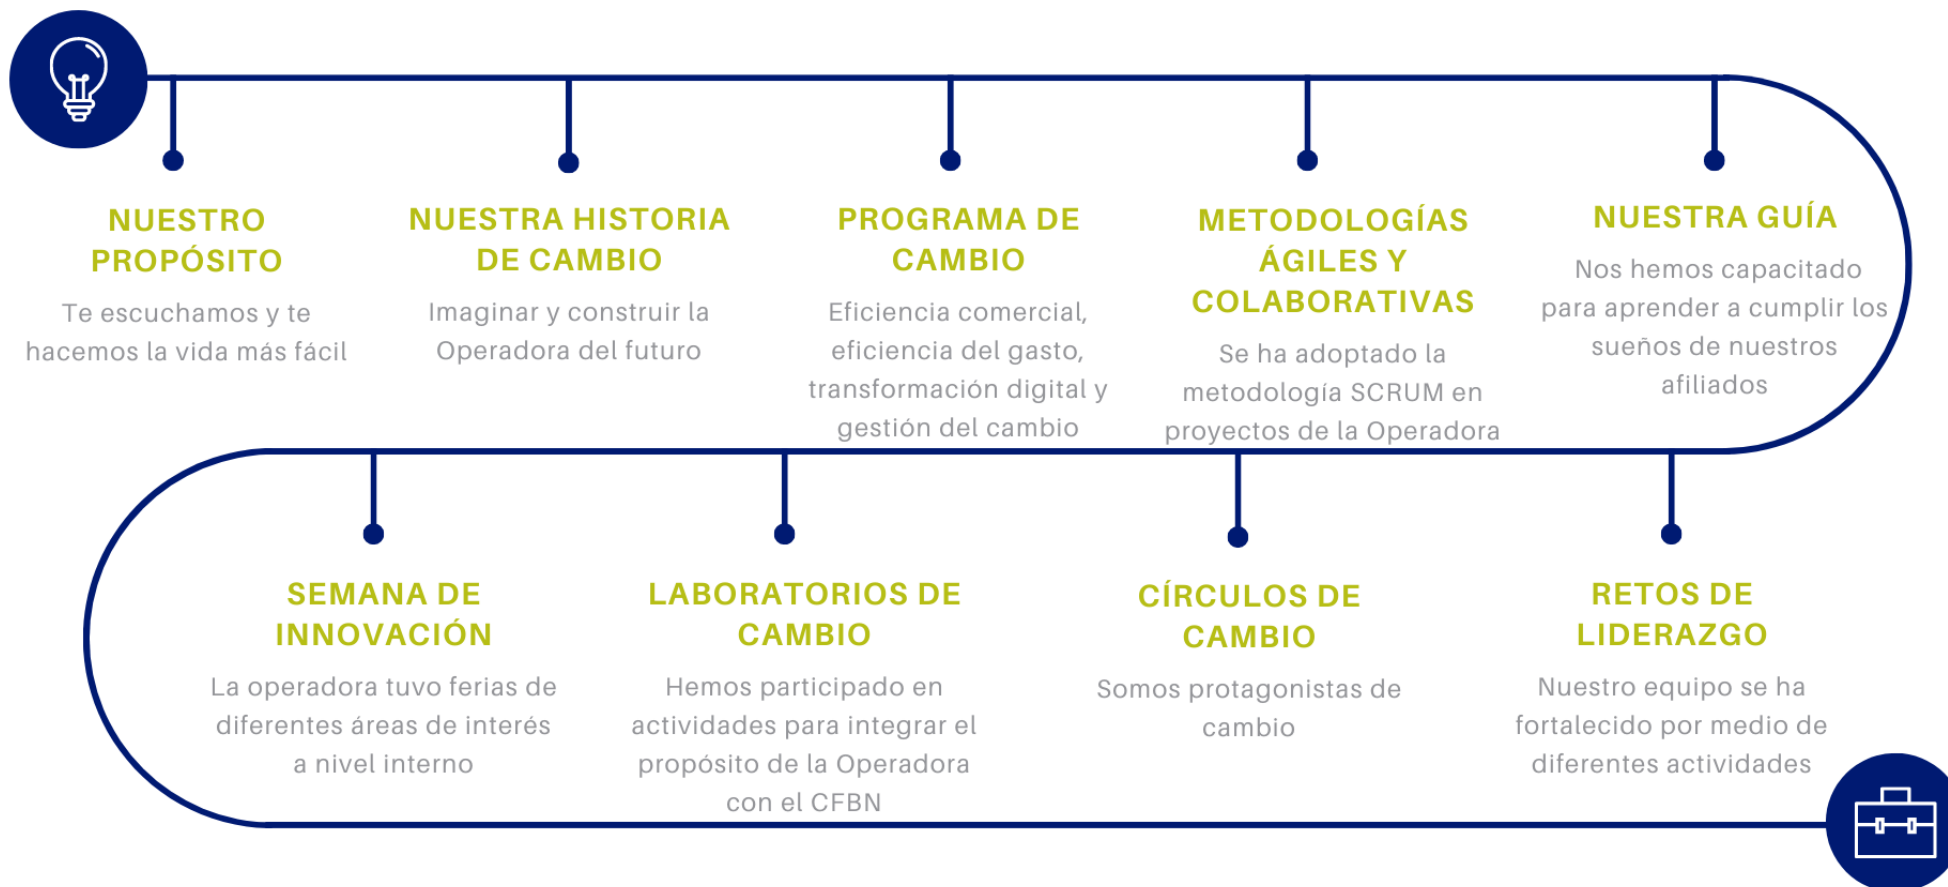 NUESTRO
PROPÓSITO
Te escuchamos y te
hacemos la vida más fácil
NUESTRA HISTORIA
DE CAMBIO
Imaginar y construir la
Operadora del futuro
PROGRAMA DE
CAMBIO
Eficiencia comercial,
eficiencia del gasto,
transformación digital y
gestión del cambio
METODOLOGÍAS
ÁGILES Y
COLABORATIVAS
Se ha adoptado la
metodología SCRUM en
proyectos de la Operadora
NUESTRA GUÍA
Nos hemos capacitado
para aprender a cumplir los
sueños de nuestros
afiliados
SEMANA DE
INNOVACIÓN
La operadora tuvo ferias de
diferentes áreas de interés
a nivel interno
LABORATORIOS DE
CAMBIO
Hemos participado en
actividades para integrar el
propósito de la Operadora
con el CFBN
CÍRCULOS DE
CAMBIO
Somos protagonistas de
cambio
RETOS DE
LIDERAZGO
Nuestro equipo se ha
fortalecido por medio de
diferentes actividades